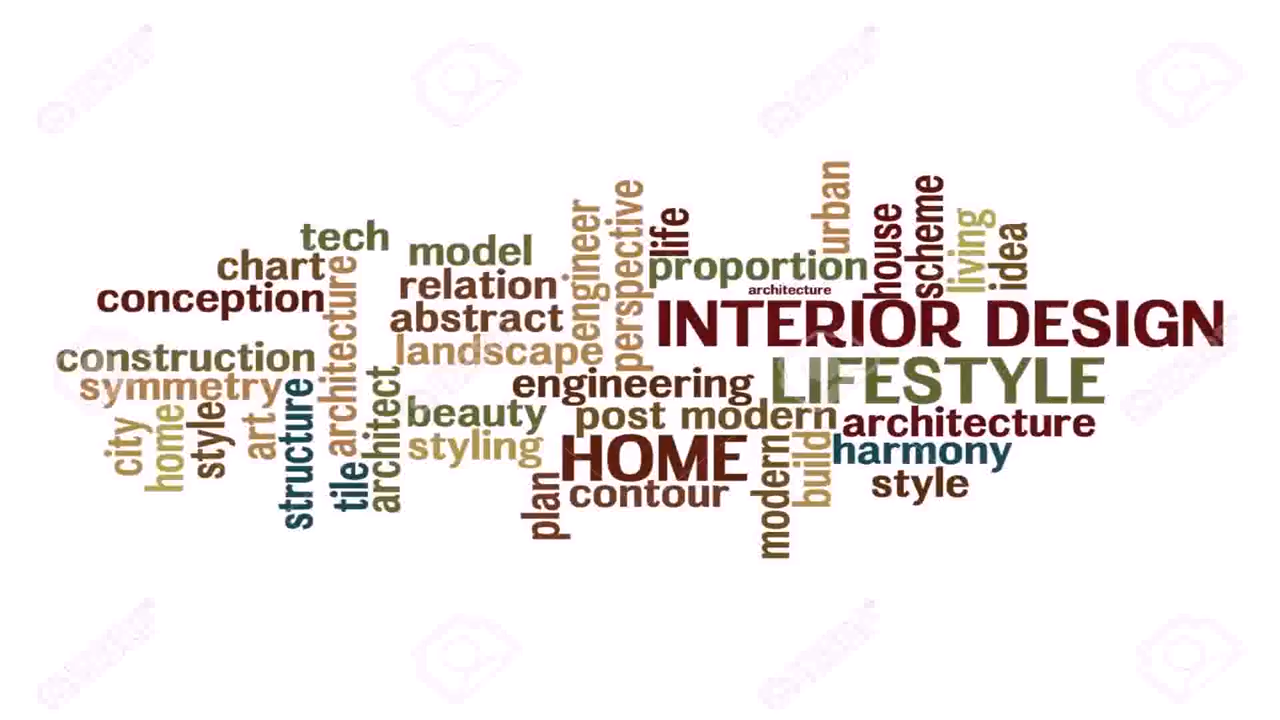 urban
scheme
perspective
engineer
life
house
living
tech
idea
model
chart
proportion
architecture
relation
architecture
conception
INTERIOR DESIGN
abstract
landscape
construction
LIFESTYLE
engineering
symmetry
architect
structure
beauty
post modern
architecture
city
home
style
art
styling
HOME
harmony
build
modern
tile
plan
contour
style